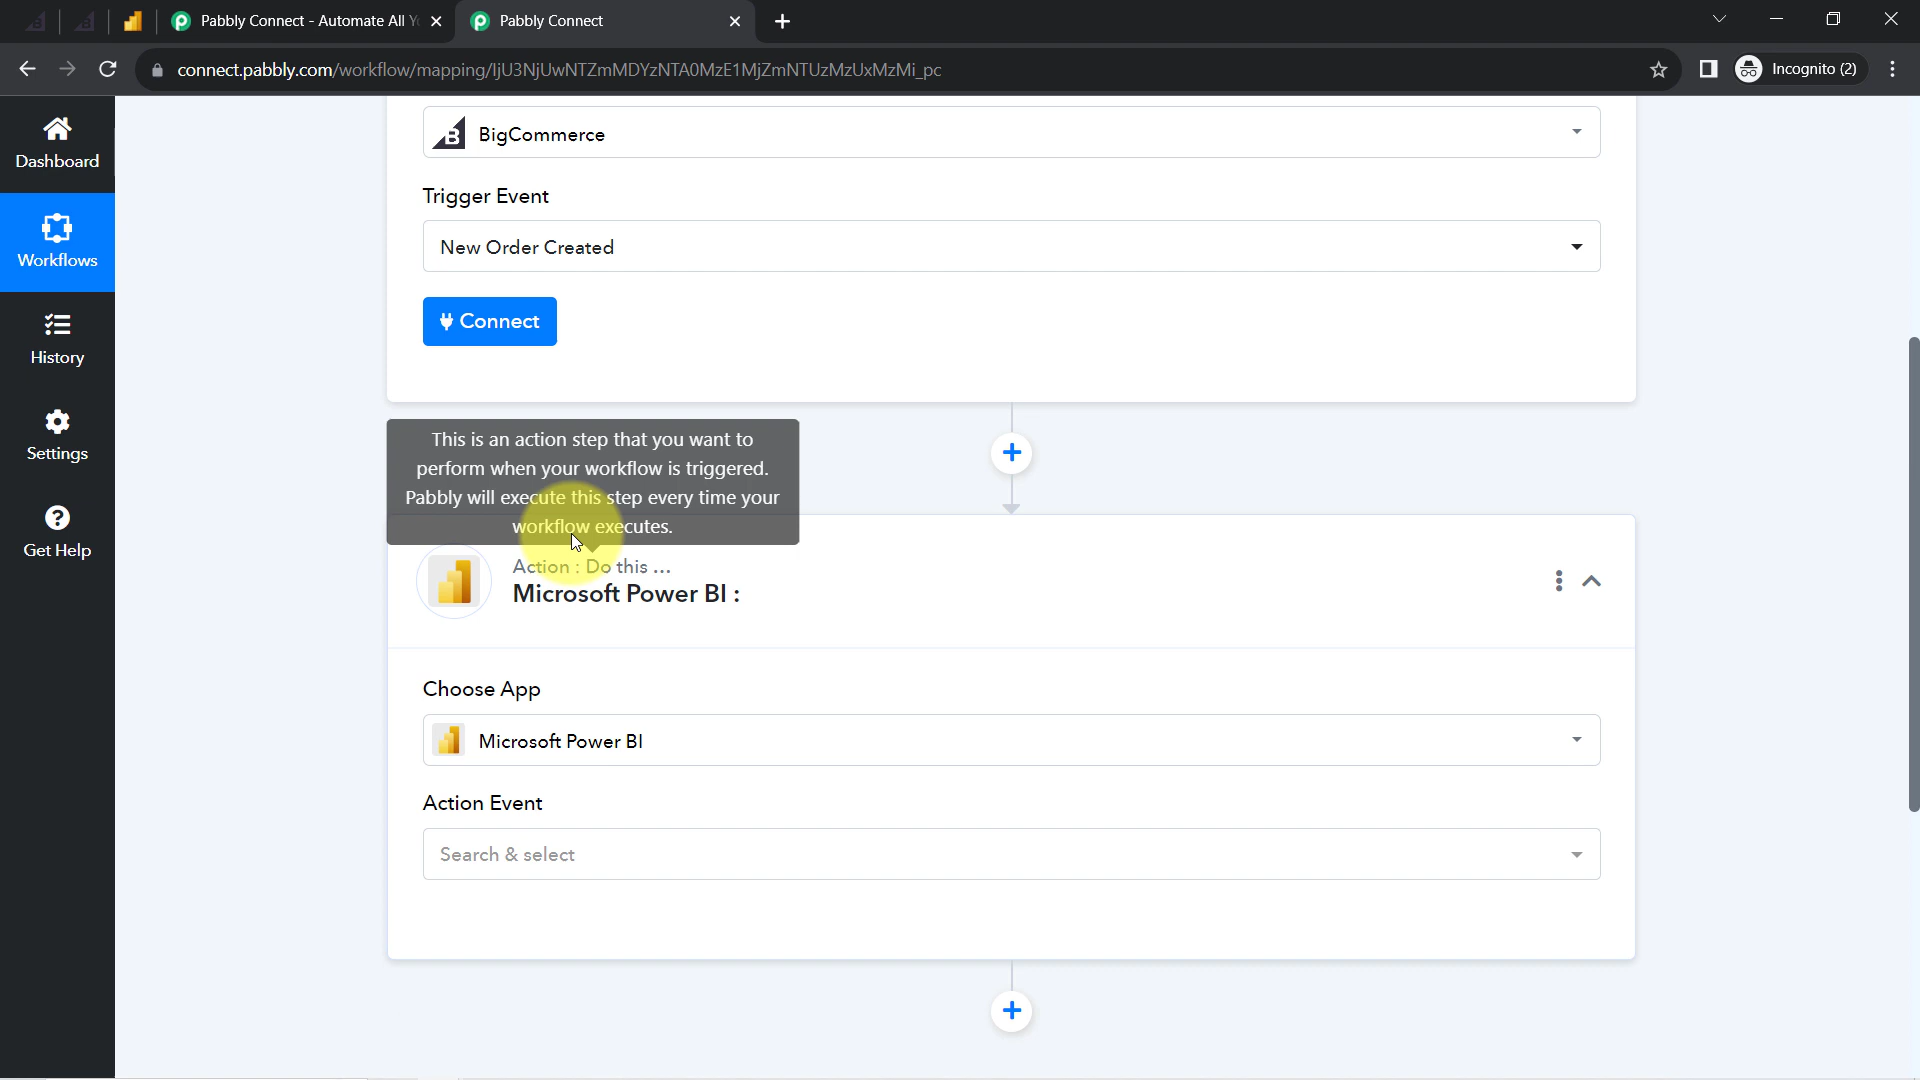 Pabbly Connect - Automate All Yo
Pabbly Connect
connect.pabbly.com/workflow/mapping/IjU3NjUwNTZmMDYzNTA0MzE1MjZmNTUzMzUxMzMi_pc
Incognito (2)
Dashboard
Workflows
History
Settings
Get Help
BigCommerce
Trigger Event
New Order Created
Connect
This is an action step that you want to
perform when your workflow is triggered.
Pabbly will execute this step every time your
workflow executes.
Action : Do this ...
Microsoft Power BI :
Choose App
Microsoft Power BI
Action Event
Search & select